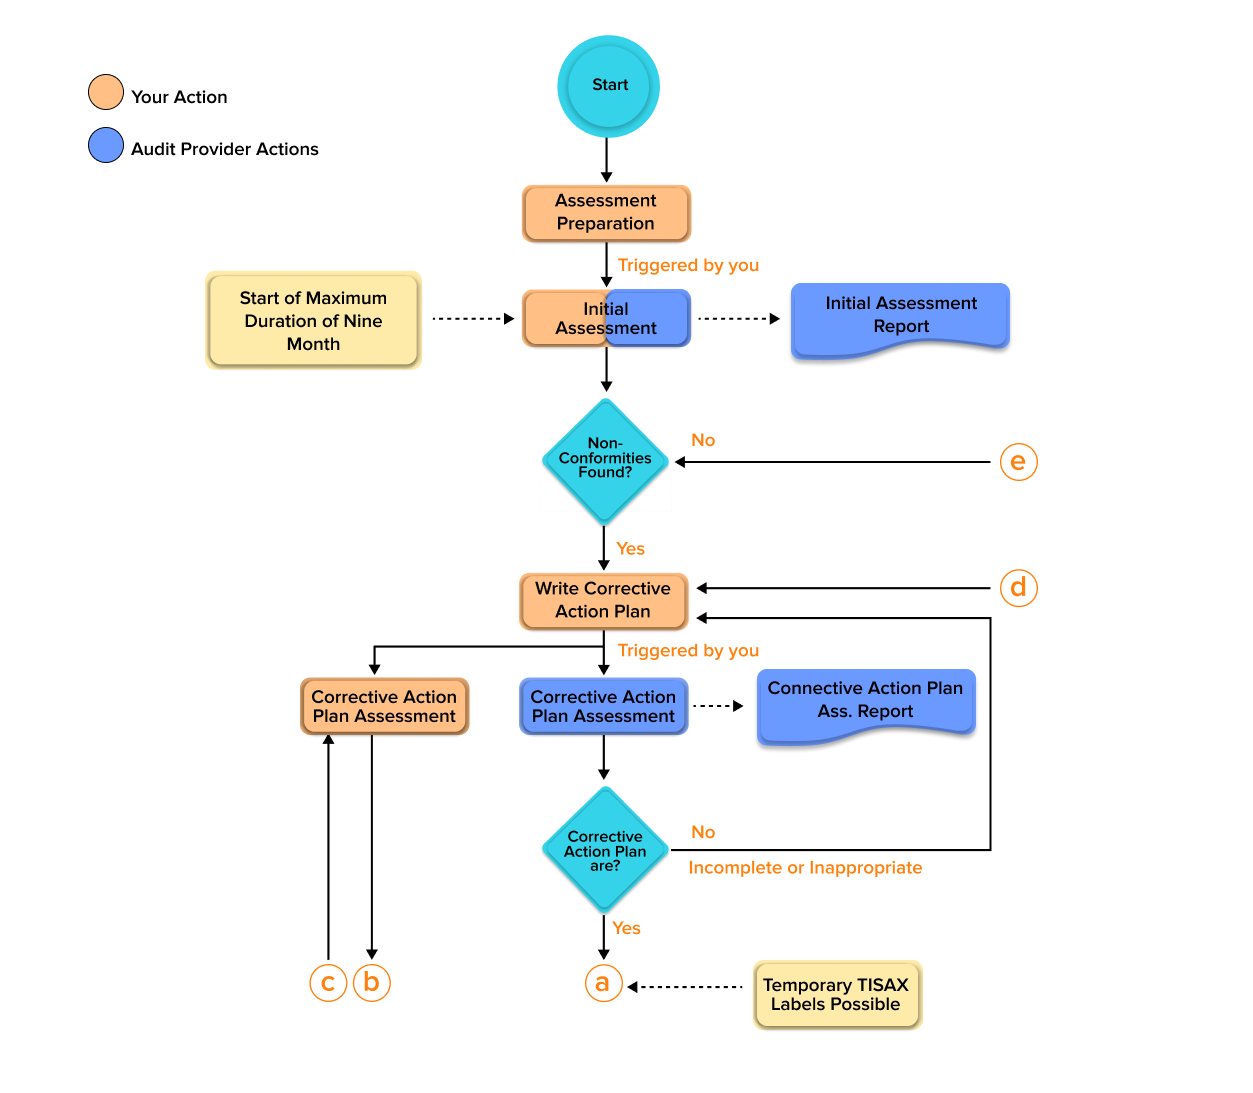 Start
Your Action
Audit Provider Actions
Assessment
Preparation
Triggered by you
Start of Maximum
Duration of Nine
Month
Initial
Assessment
Initial Assessment
Report
Non-
Conformities
Found?
No
e
Yes
Write Corrective
Action Plan
d
Triggered by you
Corrective Action
Plan Assessment
Corrective Action
Plan Assessment
Connective Action Plan
Ass. Report
Corrective
Action Plan
are?
No
Incomplete or Inappropriate
Yes
c
b
a
Temporary TISAX
Labels Possible